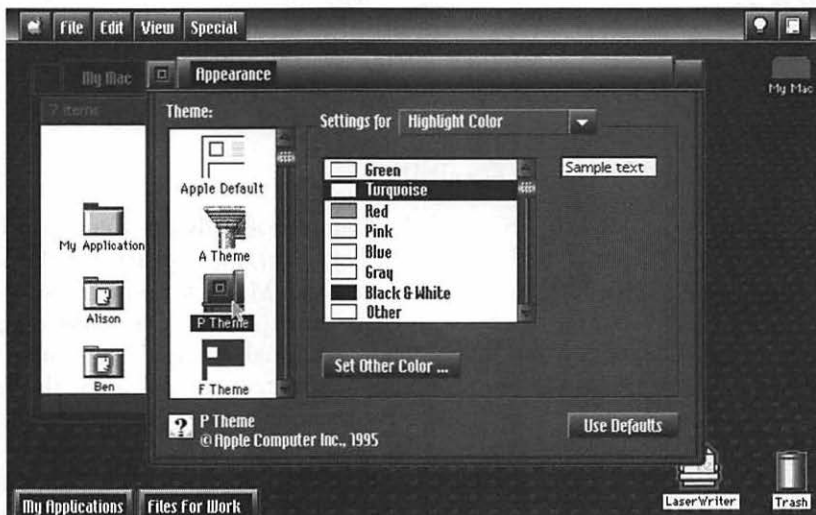 File Edit View Special
My Mac
Appearance
My Mac
7 items
Theme:
Settings for Highlight Color
Apple Default
A Theme
P Theme
F Theme
Green
Turquoise
Red
Pink
Blue
Gray
Black & White
Other
Sample text
My Application
Alison
Ben
Set Other Color ...
? P Theme
© Apple Computer Inc., 1995
Use Defaults
LaserWriter
Trash
My Applications
Files For Work